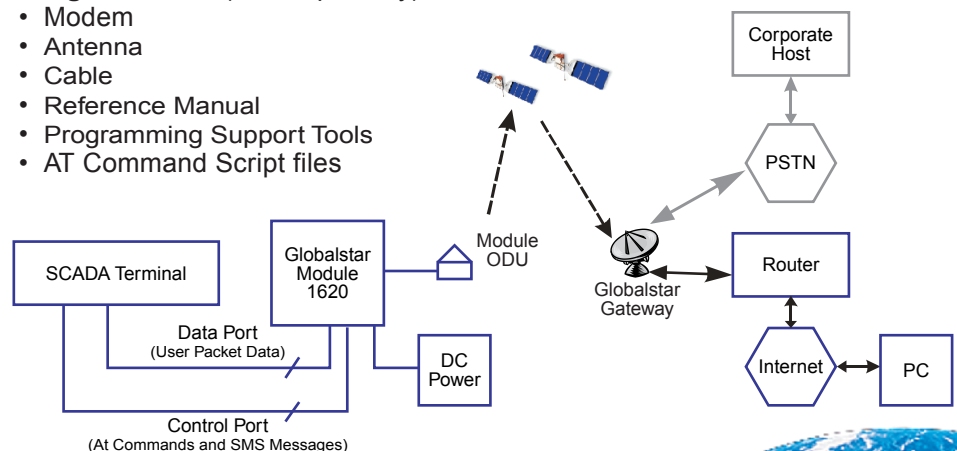 • Modem
• Antenna
• Cable
• Reference Manual
• Programming Support Tools
• AT Command Script files
Corporate
Host
PSTN
SCADA Terminal
Globalstar
Module
1620
Module
ODU
Globalstar
Gateway
Router
Data Port
(User Packet Data)
DC
Power
Internet
PC
Control Port
(At Commands and SMS Messages)